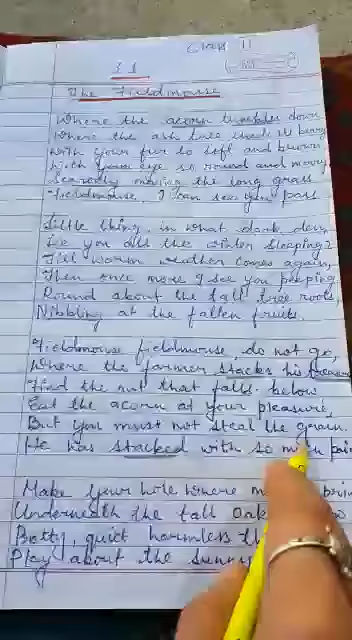 Class II
3 1
The Fieldmouse
Where the acorn tumbles down
Where the ash tree sheds its berry
With your fur so soft and brown
With your eye so round and merry
Scarcely moving the long grass
Fieldmouse, I can see you pass
Little thing, in what dark den,
Lie you all the winter sleeping?
Till warm weather comes again,
Then once more I see you peeping
Round about the tall tree roots,
Nibbling at the fallen fruits.
Fieldmouse fieldmouse, do not go,
Where the farmer stacks his
Find the nut that falls below
Eat the acorn at your pleasure,
But you must not steal the grain
He has stacked with so much pain
Make your hole where
Underneath the tall Oak
Pretty, quiet harmless
Play about the sunny